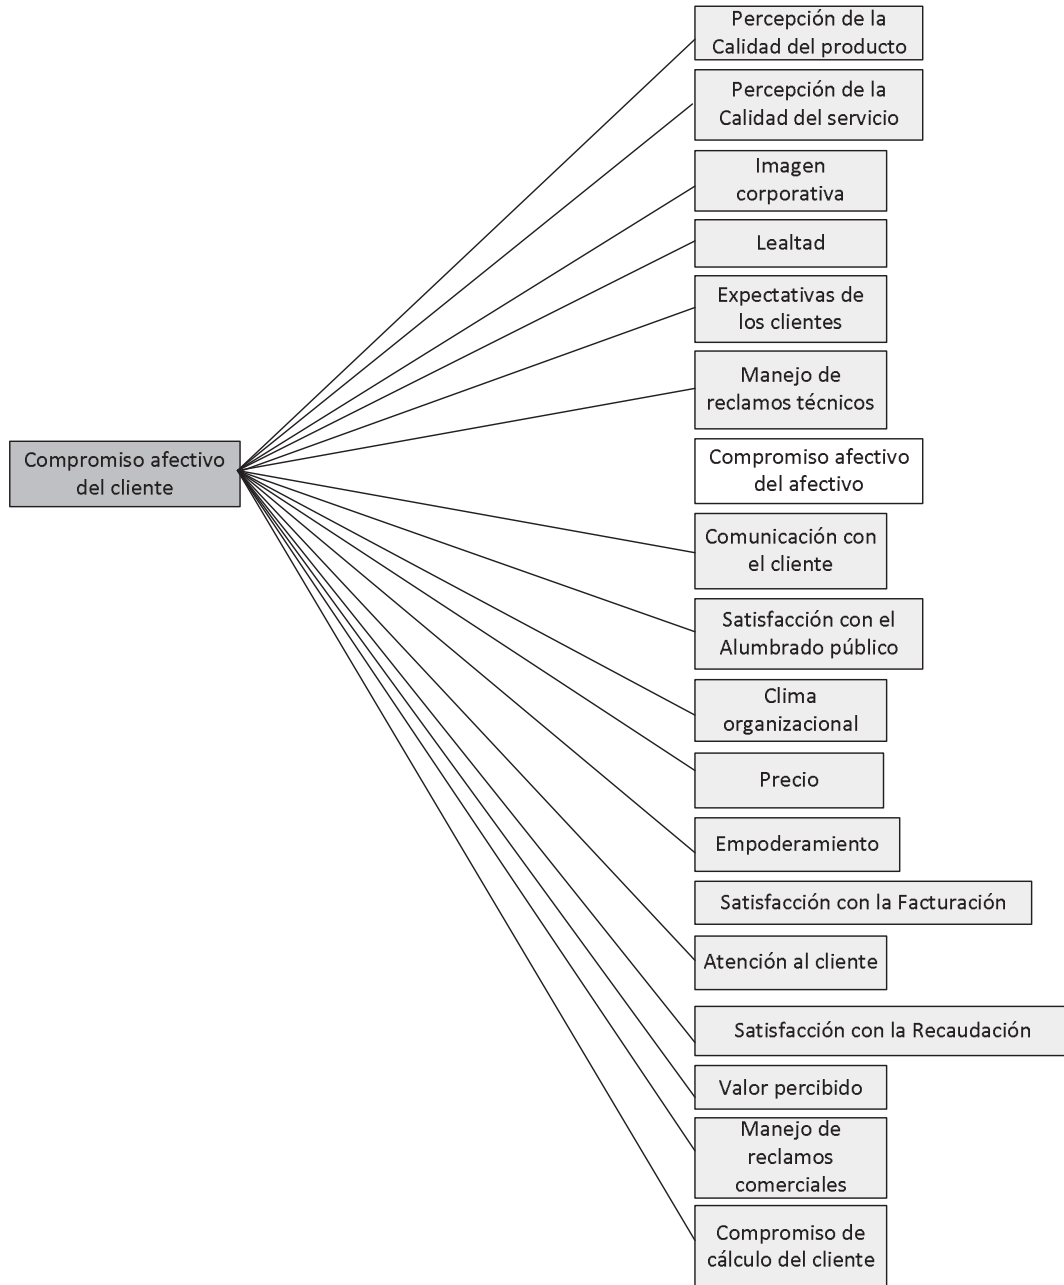 Percepción de la
Calidad del producto
Percepción de la
Calidad del servicio
Imagen
corporativa
Lealtad
Expectativas de
los clientes
Manejo de
reclamos técnicos
Compromiso afectivo
del cliente
Compromiso afectivo
del afectivo
Comunicación con
el cliente
Satisfacción con el
Alumbrado público
Clima
organizacional
Precio
Empoderamiento
Satisfacción con la Facturación
Atención al cliente
Satisfacción con la Recaudación
Valor percibido
Manejo de
reclamos
comerciales
Compromiso de
cálculo del cliente